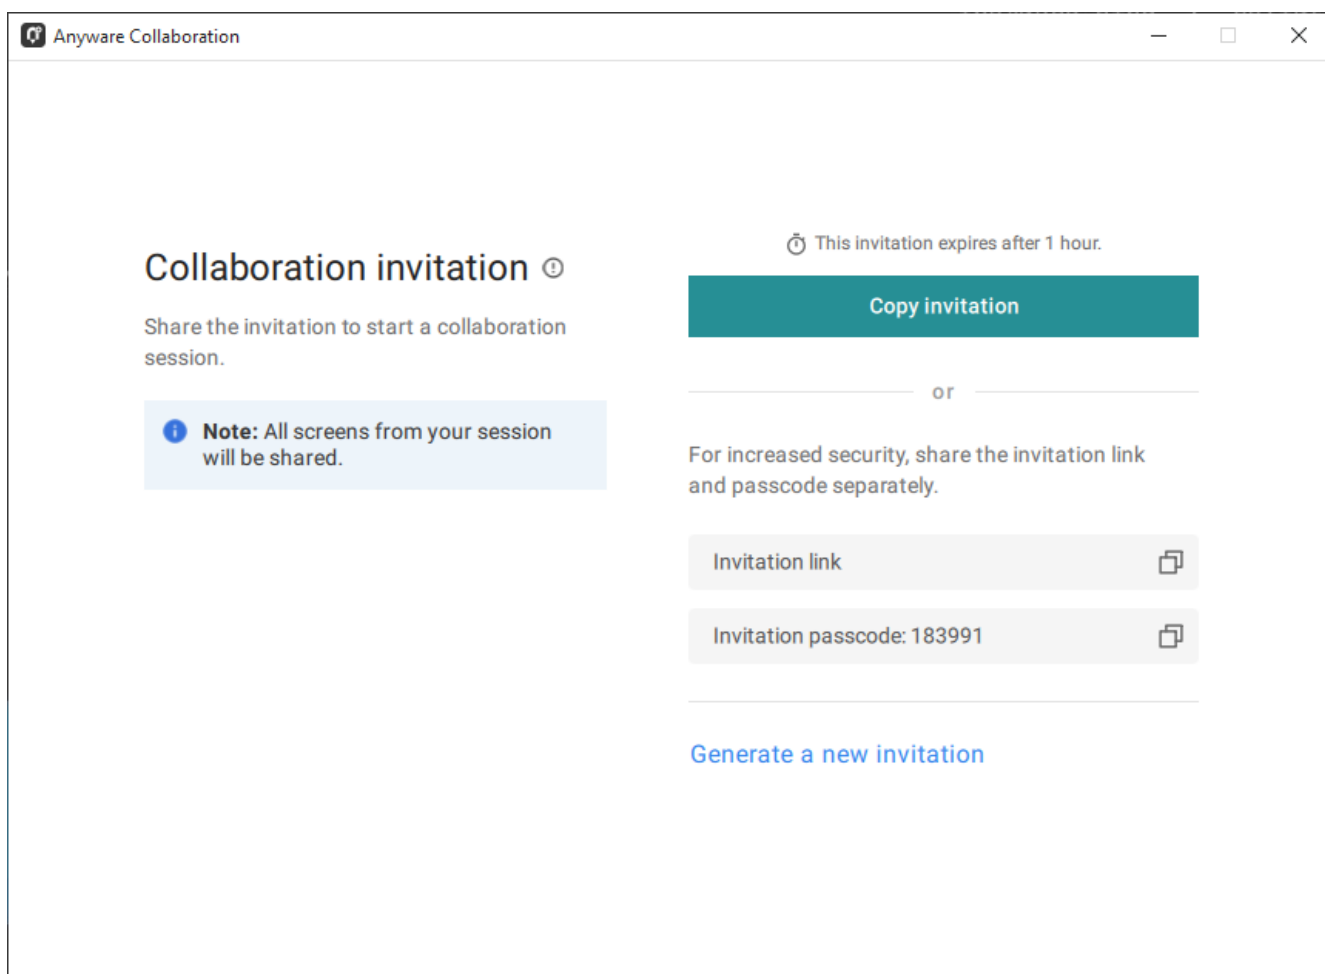 Anyware Collaboration
Collaboration invitation
Share the invitation to start a collaboration
session.
Note: All screens from your session
will be shared.
This invitation expires after 1 hour.
Copy invitation
or
For increased security, share the invitation link
and passcode separately.
Invitation link
Invitation passcode: 183991
Generate a new invitation